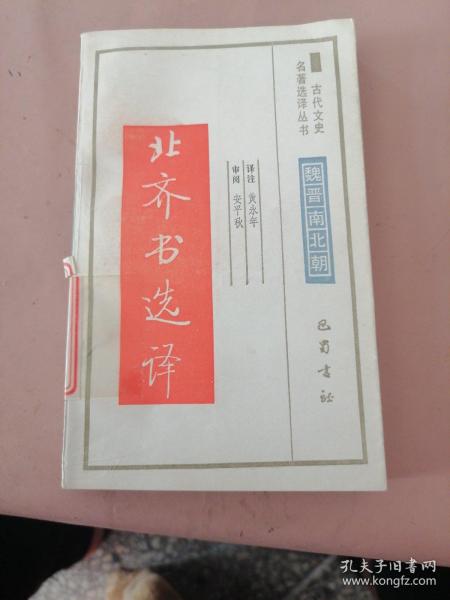 古代文史
名著选译丛书
魏晋南北朝
巴蜀书社
译注 黄永年
审阅 安平秋
北齐书选译
孔夫子旧书网
www.kongfz.com